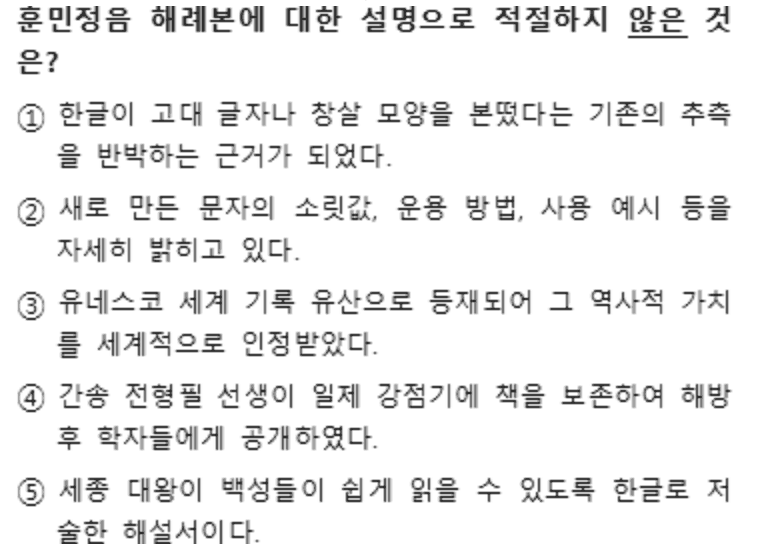 훈민정음 해례본에 대한 설명으로 적절하지 않은 것
은?
① 한글이 고대 글자나 창살 모양을 본떴다는 기존의 추측
을 반박하는 근거가 되었다.
② 새로 만든 문자의 소릿값, 운용 방법, 사용 예시 등을
자세히 밝히고 있다.
③ 유네스코 세계 기록 유산으로 등재되어 그 역사적 가치
를 세계적으로 인정받았다.
④ 간송 전형필 선생이 일제 강점기에 책을 보존하여 해방
후 학자들에게 공개하였다.
⑤ 세종 대왕이 백성들이 쉽게 읽을 수 있도록 한글로 저
술한 해설서이다.